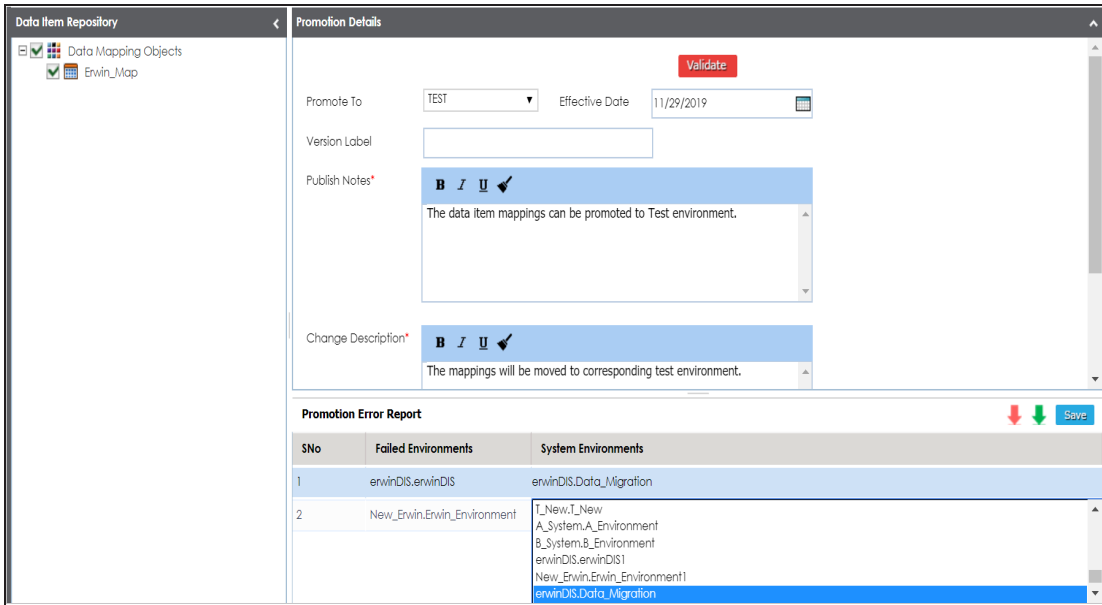 Data Item Repository
Promotion Details
Data Mapping Objects
Erwin_Map
Validate
Promote To
TEST
Effective Date
11/29/2019
Version Label
Publish Notes*
B I U
The data item mappings can be promoted to Test environment.
Change Description*
B I U
The mappings will be moved to corresponding test environment.
Promotion Error Report
Save
SNo Failed Environments System Environments
1 erwinDIS.erwinDIS erwinDIS.Data_Migration
2 New_Erwin.Erwin_Environment
T_New.T_New
A_System.A_Environment
B_System.B_Environment
erwinDIS.erwinDIS1
New_Erwin.Erwin_Environment1
erwinDIS.Data_Migration